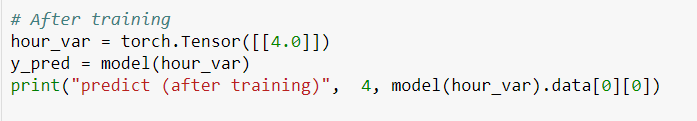 # After training
hour_var = torch.Tensor([[4.0]])
y_pred = model(hour_var)
print("predict (after training)",  4, model(hour_var).data[0][0])